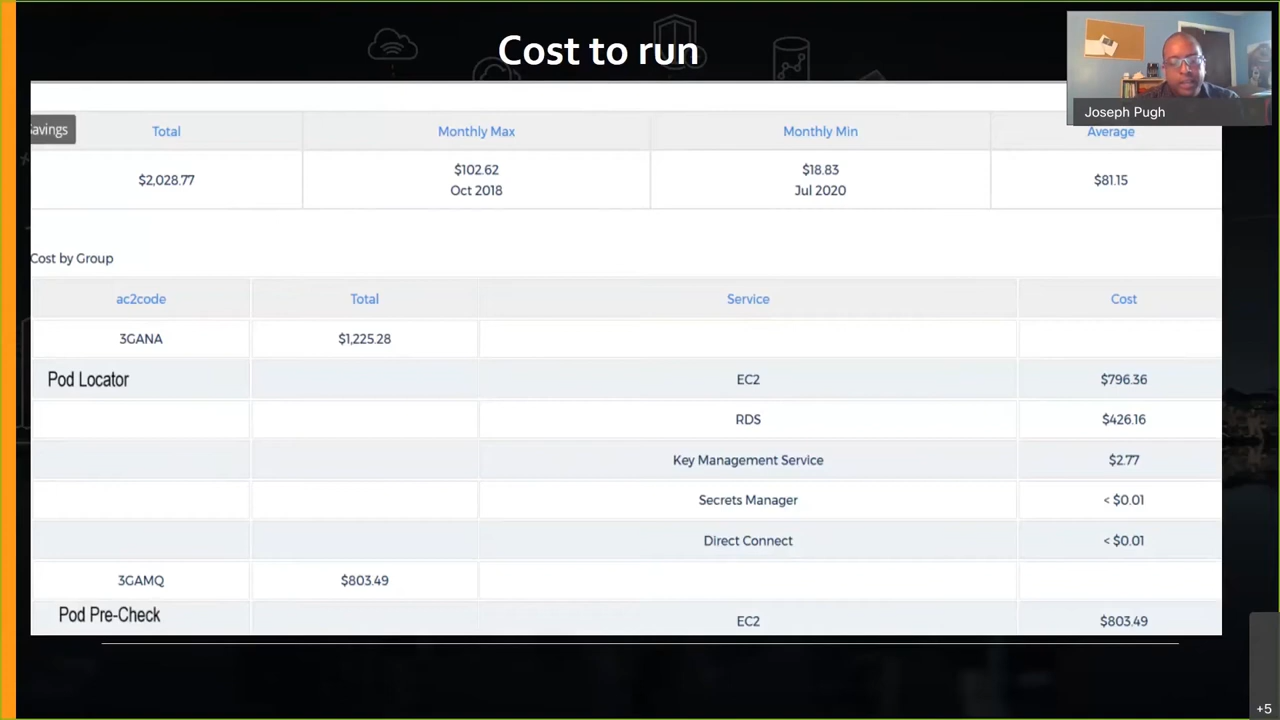 Cost to run
Joseph Pugh
Savings
Total
Monthly Max
Monthly Min
Average
$2,028.77
$102.62
Oct 2018
$18.83
Jul 2020
$81.15
Cost by Group
ac2code
Total
Service
Cost
3GANA
$1,225.28
Pod Locator
EC2
$796.36
RDS
$426.16
Key Management Service
$2.77
Secrets Manager
< $0.01
Direct Connect
< $0.01
3GAMQ
$803.49
Pod Pre-Check
EC2
$803.49
+5